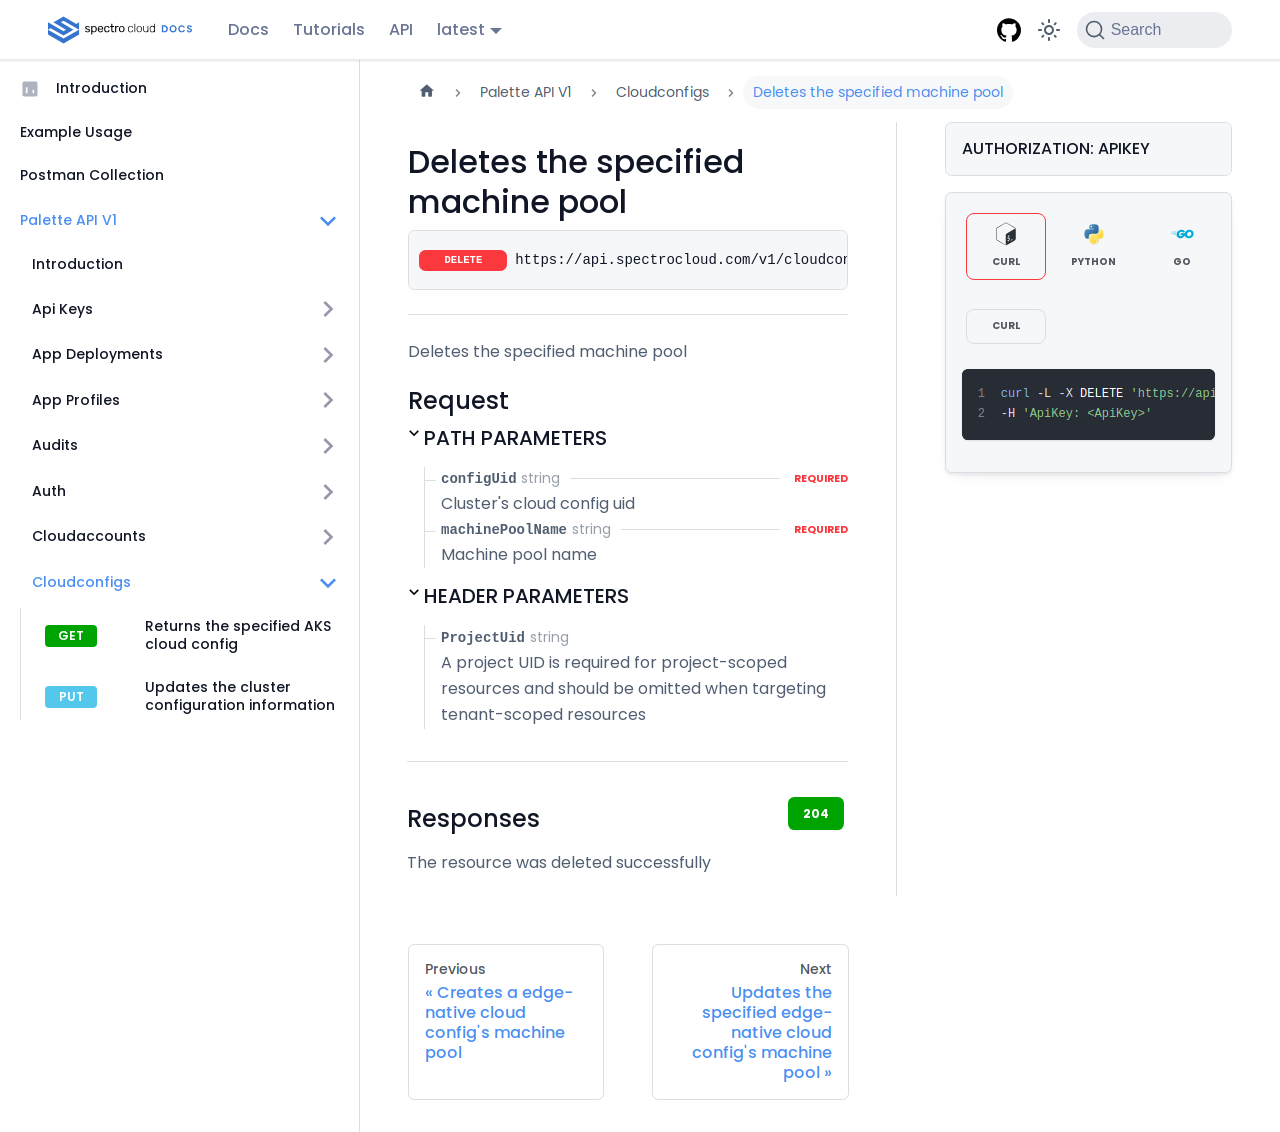 spectro cloud DOCS
Docs
Tutorials
API
latest
Search
Introduction
Example Usage
Postman Collection
Palette API V1
Introduction
Api Keys
App Deployments
App Profiles
Audits
Auth
Cloudaccounts
Cloudconfigs
GET
Returns the specified AKS
cloud config
PUT
Updates the cluster
configuration information
Palette API V1
Cloudconfigs
Deletes the specified machine pool
Deletes the specified
machine pool
DELETE
https://api.spectrocloud.com/v1/cloudcon
Deletes the specified machine pool
Request
PATH PARAMETERS
configUid string
REQUIRED
Cluster's cloud config uid
machinePoolName string
REQUIRED
Machine pool name
HEADER PARAMETERS
ProjectUid string
A project UID is required for project-scoped
resources and should be omitted when targeting
tenant-scoped resources
Responses
204
The resource was deleted successfully
Previous
« Creates a edge-
native cloud
config's machine
pool
Next
Updates the
specified edge-
native cloud
config's machine
pool »
AUTHORIZATION: APIKEY
CURL
PYTHON
GO
CURL
1 curl -L -X DELETE 'https://api
2 -H 'ApiKey: <ApiKey>'